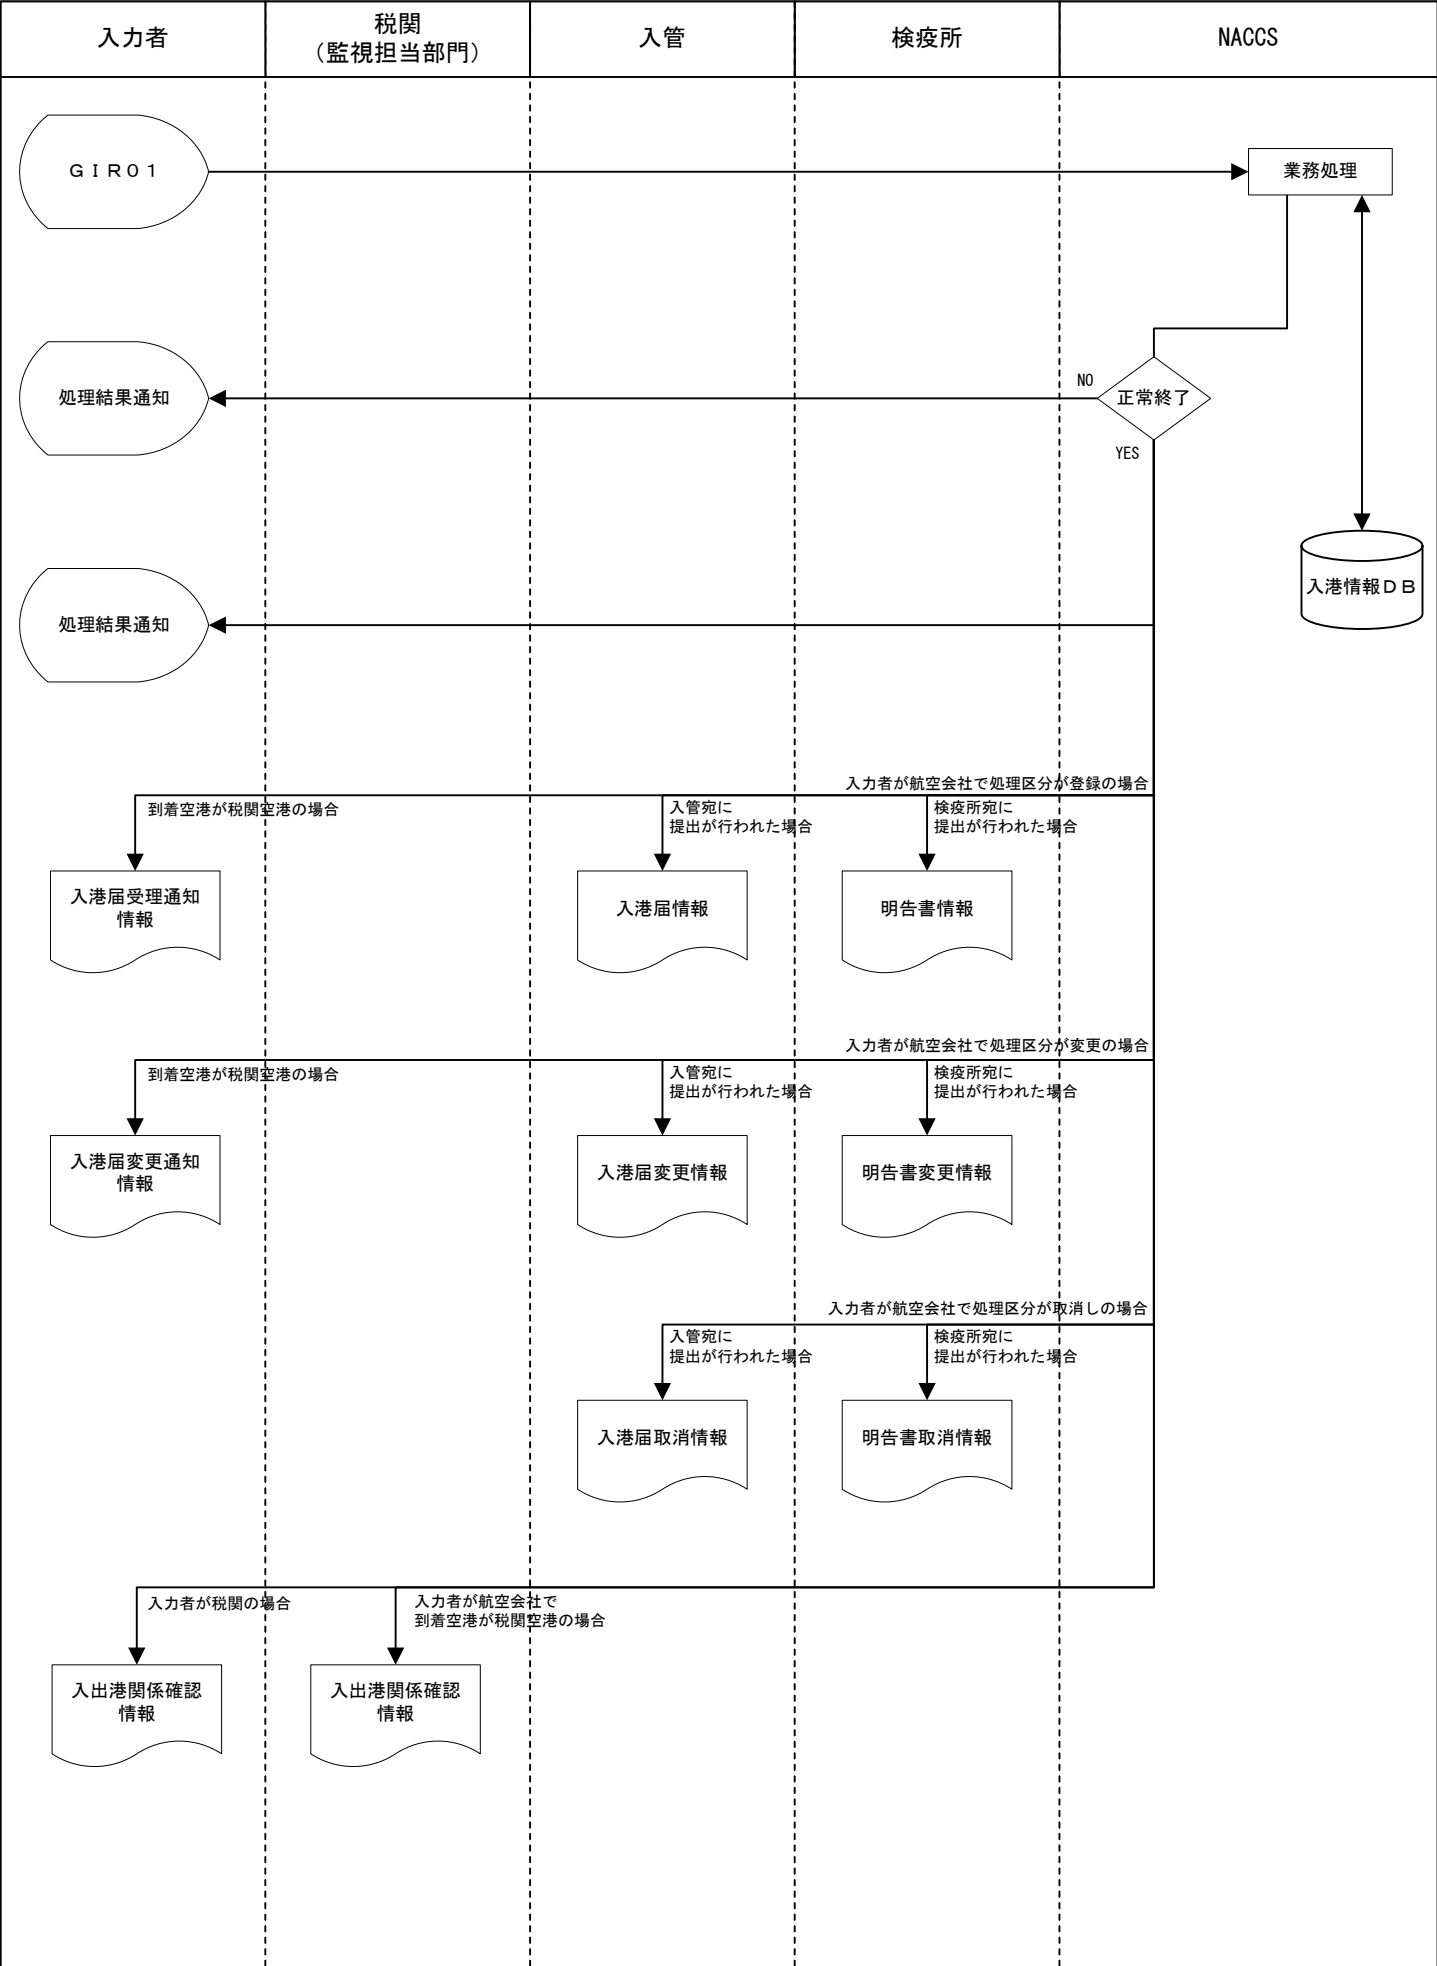 入力者
税関
（監視担当部門）
入管
検疫所
NACCS
ＧＩＲ０１
業務処理
処理結果通知
NO
正常終了
YES
入港情報ＤＢ
処理結果通知
入力者が航空会社で処理区分が登録の場合
到着空港が税関空港の場合
入管宛に
提出が行われた場合
検疫所宛に
提出が行われた場合
入港届受理通知
情報
入港届情報
明告書情報
入力者が航空会社で処理区分が変更の場合
到着空港が税関空港の場合
入管宛に
提出が行われた場合
検疫所宛に
提出が行われた場合
入港届変更通知
情報
入港届変更情報
明告書変更情報
入力者が航空会社で処理区分が取消しの場合
入管宛に
提出が行われた場合
検疫所宛に
提出が行われた場合
入港届取消情報
明告書取消情報
入力者が税関の場合
入力者が航空会社で
到着空港が税関空港の場合
入出港関係確認
情報
入出港関係確認
情報